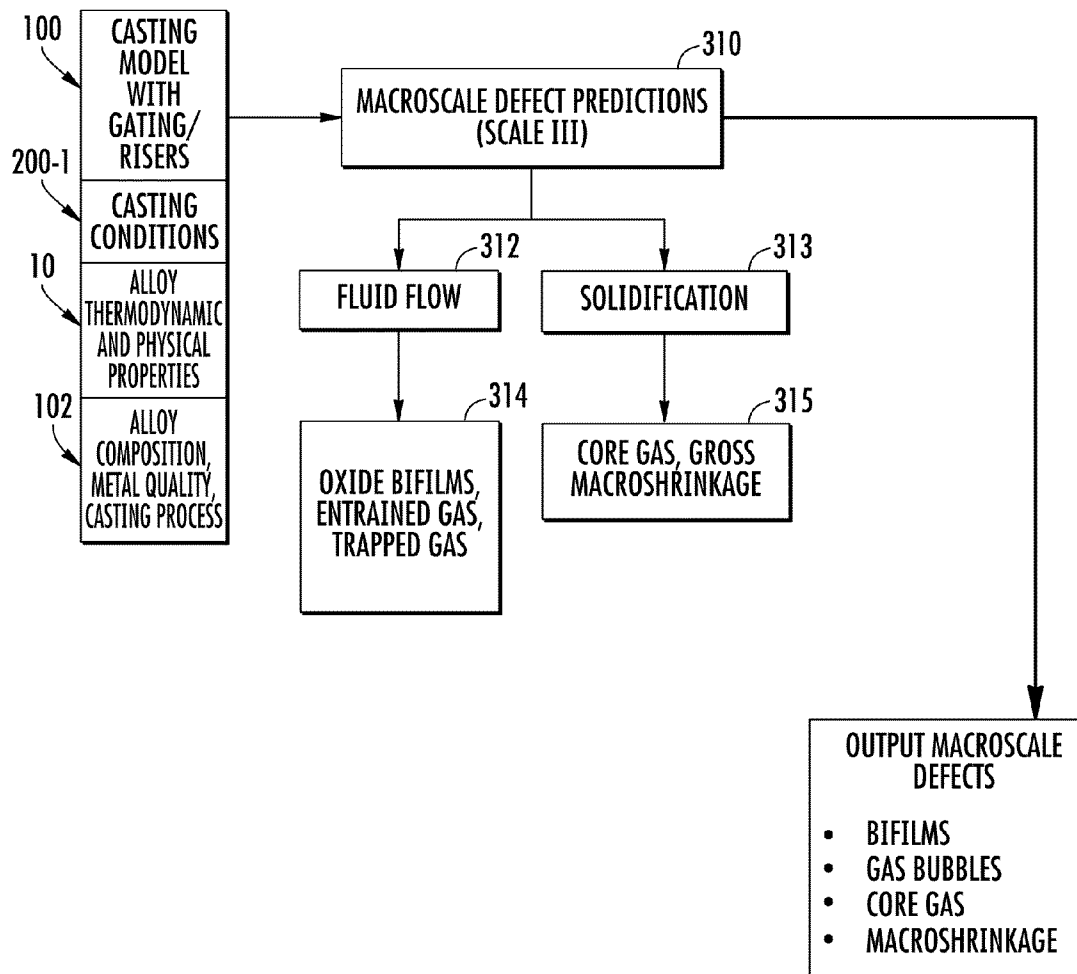 100
CASTING
MODEL
WITH
GATING/
RISERS
200-1
CASTING
CONDITIONS
10
ALLOY
THERMODYNAMIC
AND PHYSICAL
PROPERTIES
102
ALLOY
COMPOSITION,
METAL QUALITY,
CASTING PROCESS
310
MACROSCALE DEFECT PREDICTIONS
(SCALE III)
312
FLUID FLOW
313
SOLIDIFICATION
314
OXIDE BIFILMS,
ENTRAINED GAS,
TRAPPED GAS
315
CORE GAS, GROSS
MACROSHRINKAGE
OUTPUT MACROSCALE
DEFECTS
• BIFILMS
• GAS BUBBLES
• CORE GAS
• MACROSHRINKAGE